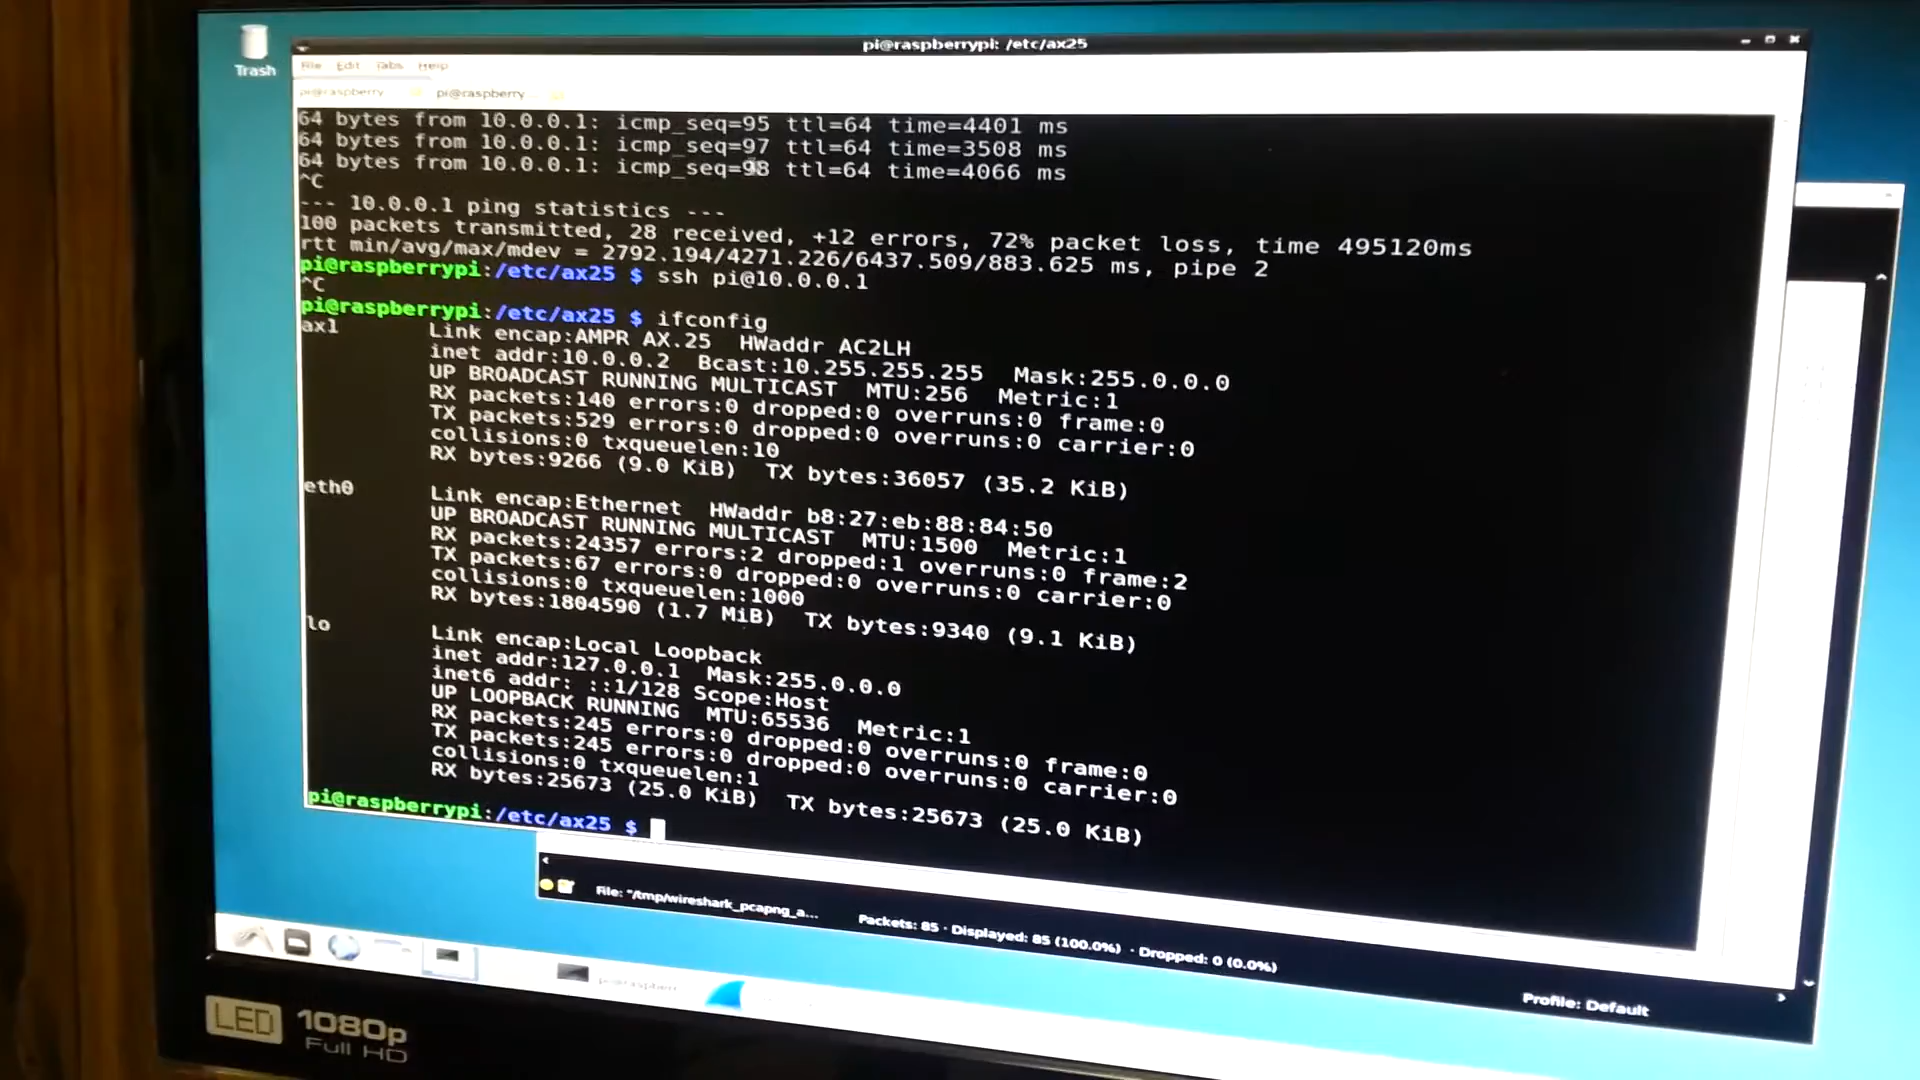 Trash
pi@raspberrypi: /etc/ax25
File Edit Tabs Help
pi@raspberry... pi@raspberry...
64 bytes from 10.0.0.1: icmp_seq=95 ttl=64 time=4401 ms
64 bytes from 10.0.0.1: icmp_seq=97 ttl=64 time=3508 ms
64 bytes from 10.0.0.1: icmp_seq=98 ttl=64 time=4066 ms
^C
--- 10.0.0.1 ping statistics ---
100 packets transmitted, 28 received, +12 errors, 72% packet loss, time 495120ms
rtt min/avg/max/mdev = 2792.194/4271.226/6437.509/883.625 ms, pipe 2
pi@raspberrypi:/etc/ax25 $ ssh pi@10.0.0.1
^C
pi@raspberrypi:/etc/ax25 $ ifconfig
ax1 Link encap:AMPR AX.25 HWaddr AC2LH
inet addr:10.0.0.2 Bcast:10.255.255.255 Mask:255.0.0.0
UP BROADCAST RUNNING MULTICAST MTU:256 Metric:1
RX packets:140 errors:0 dropped:0 overruns:0 frame:0
TX packets:529 errors:0 dropped:0 overruns:0 carrier:0
collisions:0 txqueuelen:10
RX bytes:9266 (9.0 KiB) TX bytes:36057 (35.2 KiB)
eth0 Link encap:Ethernet HWaddr b8:27:eb:88:84:50
UP BROADCAST RUNNING MULTICAST MTU:1500 Metric:1
RX packets:24357 errors:2 dropped:1 overruns:0 frame:2
TX packets:67 errors:0 dropped:0 overruns:0 carrier:0
collisions:0 txqueuelen:1000
RX bytes:1804590 (1.7 MiB) TX bytes:9340 (9.1 KiB)
lo Link encap:Local Loopback
inet addr:127.0.0.1 Mask:255.0.0.0
inet6 addr: ::1/128 Scope:Host
UP LOOPBACK RUNNING MTU:65536 Metric:1
RX packets:245 errors:0 dropped:0 overruns:0 frame:0
TX packets:245 errors:0 dropped:0 overruns:0 carrier:0
collisions:0 txqueuelen:1
RX bytes:25673 (25.0 KiB) TX bytes:25673 (25.0 KiB)
pi@raspberrypi:/etc/ax25 $
File: "/tmp/wireshark_pcapng_a... Packets: 85 · Displayed: 85 (100.0%) · Dropped: 0 (0.0%)
Profile: Default
LED 1080p
Full HD